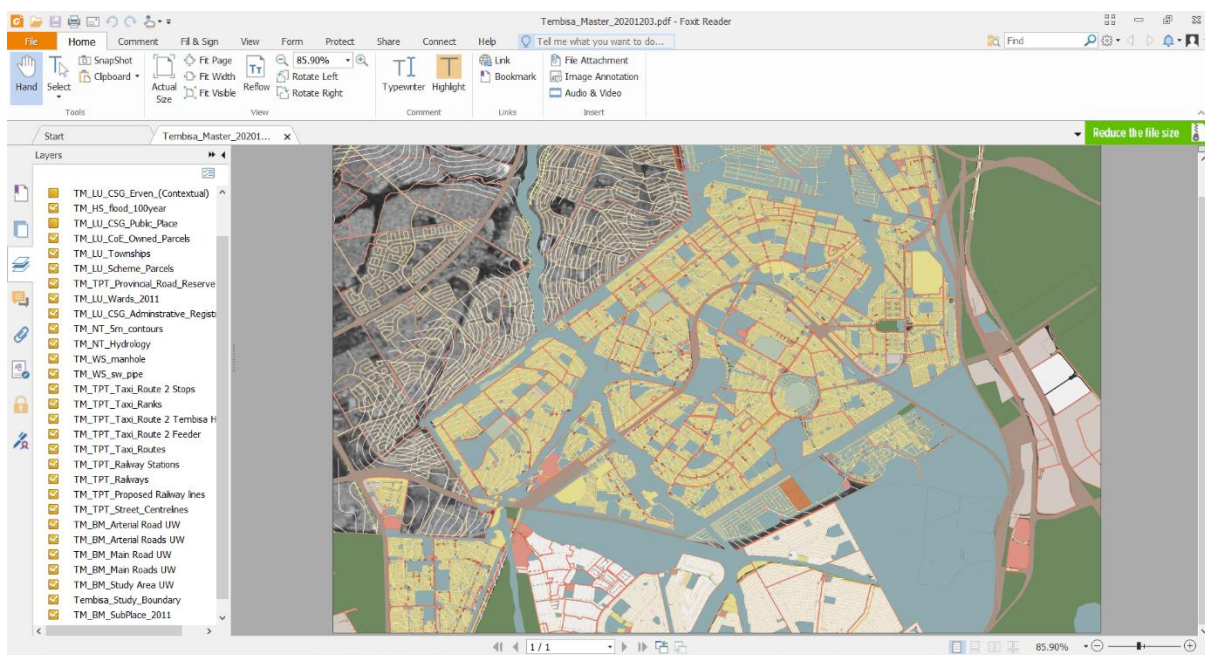 Tembisa_Master_20201203.pdf - Foxit Reader
File Home Comment Fill & Sign View Form Protect Share Connect Help Tell me what you want to do... Find
Hand
Select
SnapShot
Clipboard
Actual Size
Fit Page
Fit Width
Fit Visible
Reflow
85.90%
Rotate Left
Rotate Right
Typewriter
Highlight
Link
Bookmark
File Attachment
Image Annotation
Audio & Video
Tools View Comment Links Insert
Start Tembisa_Master_20201... Reduce the file size
Layers
TM_LU_CSG_Erven_(Contextual)
TM_HS_flood_100year
TM_LU_CSG_Public_Place
TM_LU_CoE_Owned_Parcels
TM_LU_Townships
TM_LU_Scheme_Parcels
TM_TPT_Provincial_Road_Reserve
TM_LU_Wards_2011
TM_LU_CSG_Adminstrative_Registr
TM_NT_5m_contours
TM_NT_Hydrology
TM_WS_manhole
TM_WS_sw_pipe
TM_TPT_Taxi_Route 2 Stops
TM_TPT_Taxi_Ranks
TM_TPT_Taxi_Route 2 Tembisa H
TM_TPT_Taxi_Route 2 Feeder
TM_TPT_Taxi_Routes
TM_TPT_Railway Stations
TM_TPT_Railways
TM_TPT_Proposed Railway lines
TM_TPT_Street_Centrelines
TM_BM_Arterial Road UW
TM_BM_Arterial Roads UW
TM_BM_Main Road UW
TM_BM_Main Roads UW
TM_BM_Study Area UW
Tembisa_Study_Boundary
TM_BM_SubPlace_2011
1 / 1 85.90%